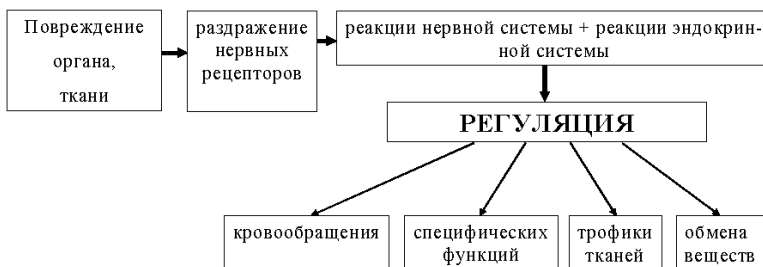 Повреждение
органа,
ткани
раздражение
нервных
рецепторов
реакции нервной системы + реакции эндокрин-
ной системы
РЕГУЛЯЦИЯ
кровообращения
специфических
функций
трофики
тканей
обмена
веществ